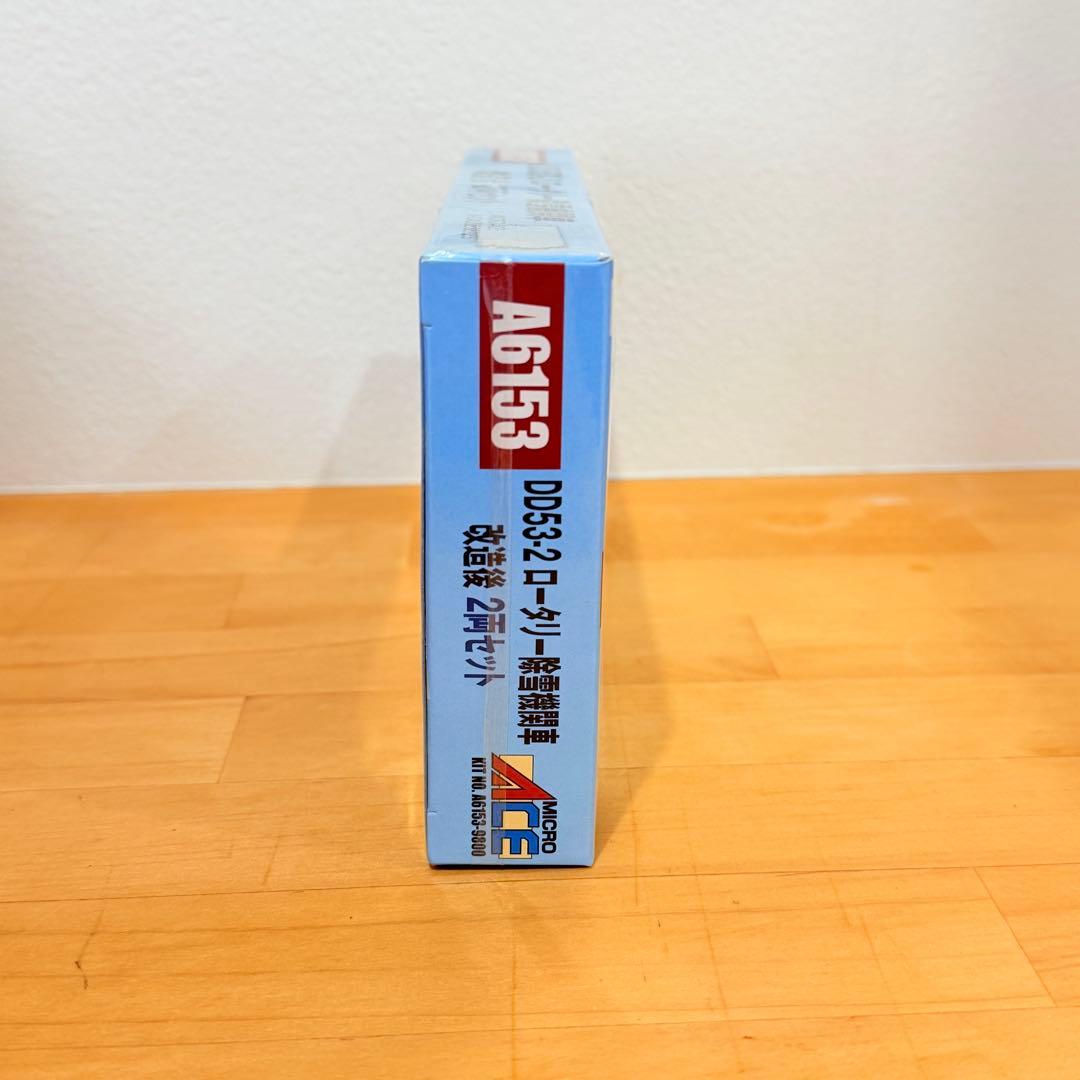 A6153
DD53-2 ロータリー除雪機関車
改造後 2両セット
MICRO
ACE
KIT NO. A6153-9800